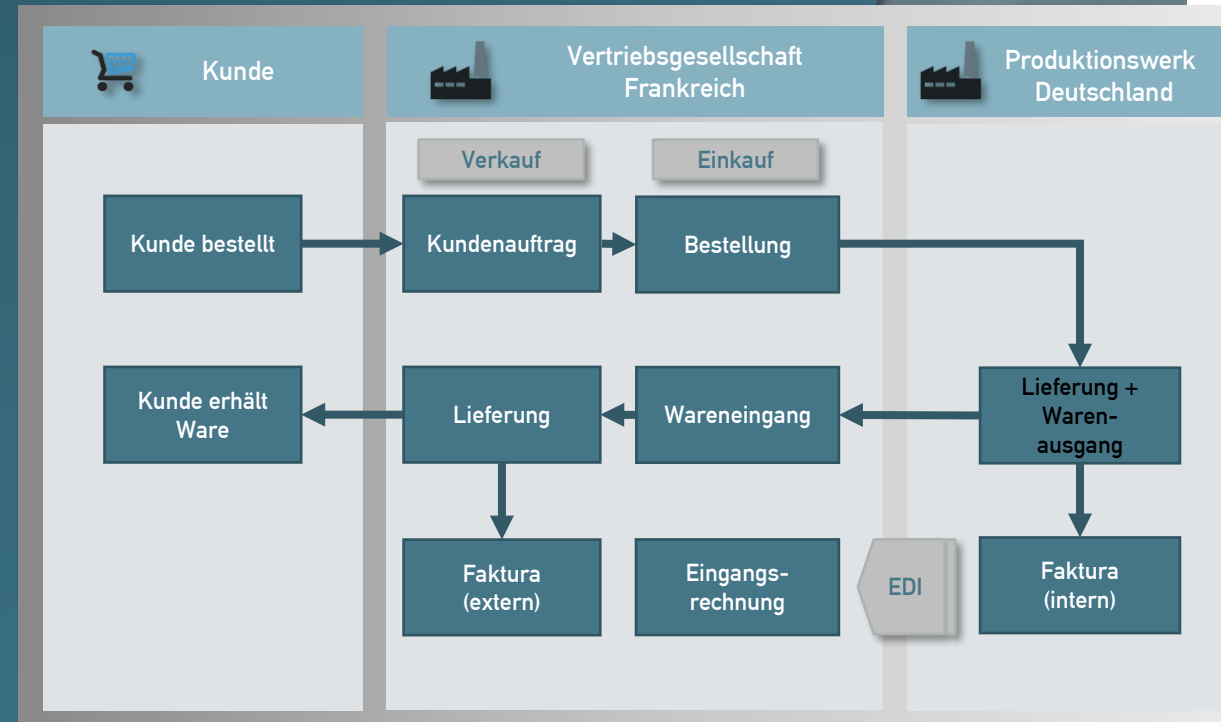 Kunde
Vertriebsgesellschaft
Frankreich
Produktionswerk
Deutschland
Verkauf
Einkauf
Kunde bestellt
Kundenauftrag
Bestellung
Kunde erhält
Ware
Lieferung
Wareneingang
Lieferung +
Waren-
ausgang
Faktura
(extern)
Eingangs-
rechnung
EDI
Faktura
(intern)